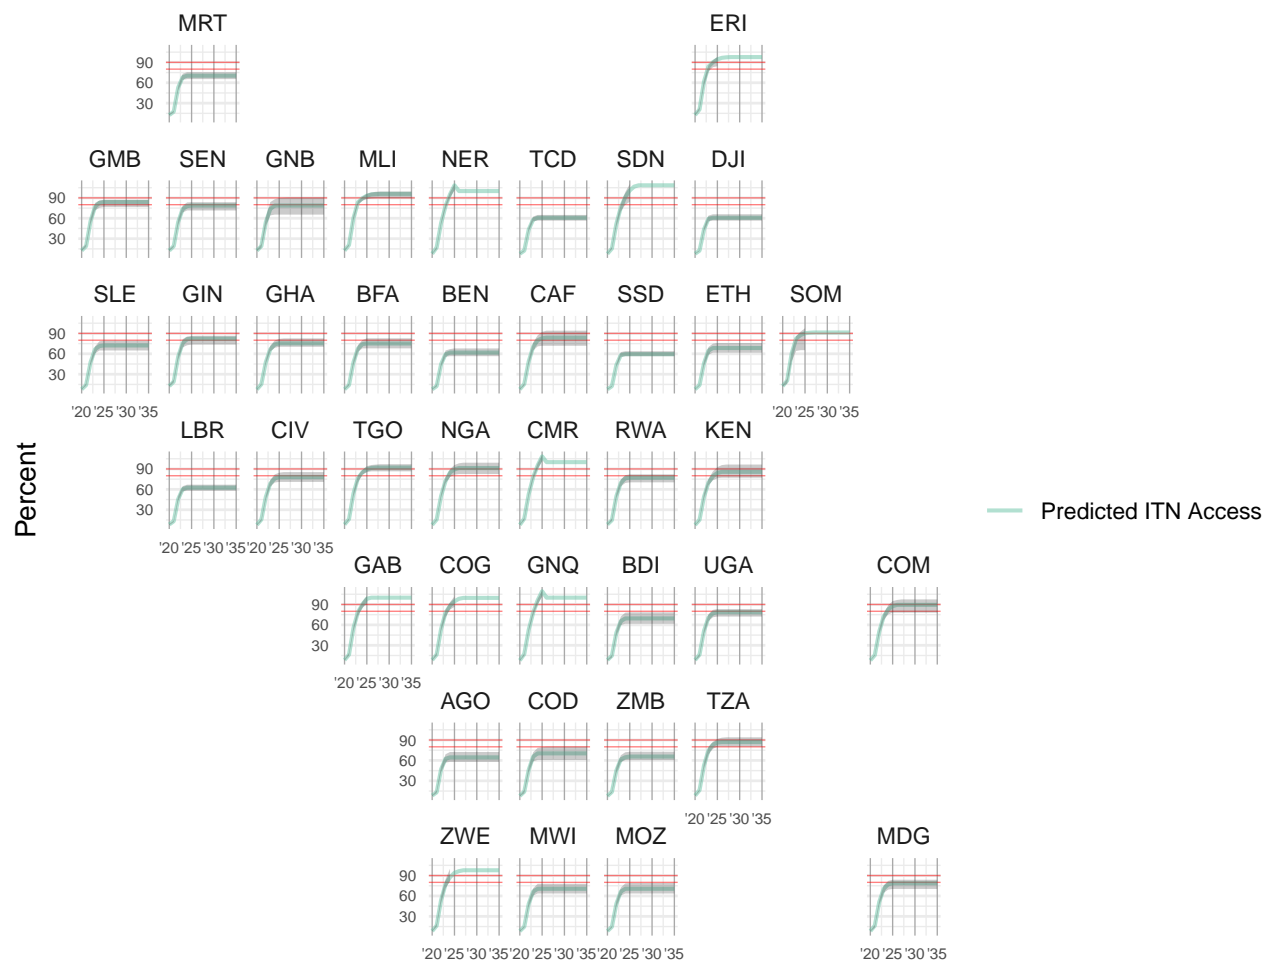 MRT ERI
90
60
30
GMB SEN GNB MLI NER TCD SDN DJI
90
60
30
SLE GIN GHA BFA BEN CAF SSD ETH SOM
90
60
30
'20 '25 '30 '35 '20 '25 '30 '35
LBR CIV TGO NGA CMR RWA KEN
90
60
30
'20 '25 '30 '35 '20 '25 '30 '35
GAB COG GNQ BDI UGA COM
90
60
30
'20 '25 '30 '35
AGO COD ZMB TZA
90
60
30
'20 '25 '30 '35
ZWE MWI MOZ MDG
90
60
30
'20 '25 '30 '35 '20 '25 '30 '35 '20 '25 '30 '35 '20 '25 '30 '35
Percent
Predicted ITN Access